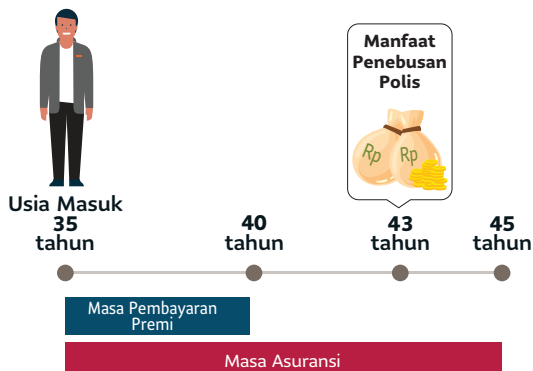 Manfaat
Penebusan
Polis
Rp
Rp
Usia Masuk
35
tahun
40
tahun
43
tahun
45
tahun
Masa Pembayaran
Premi
Masa Asuransi